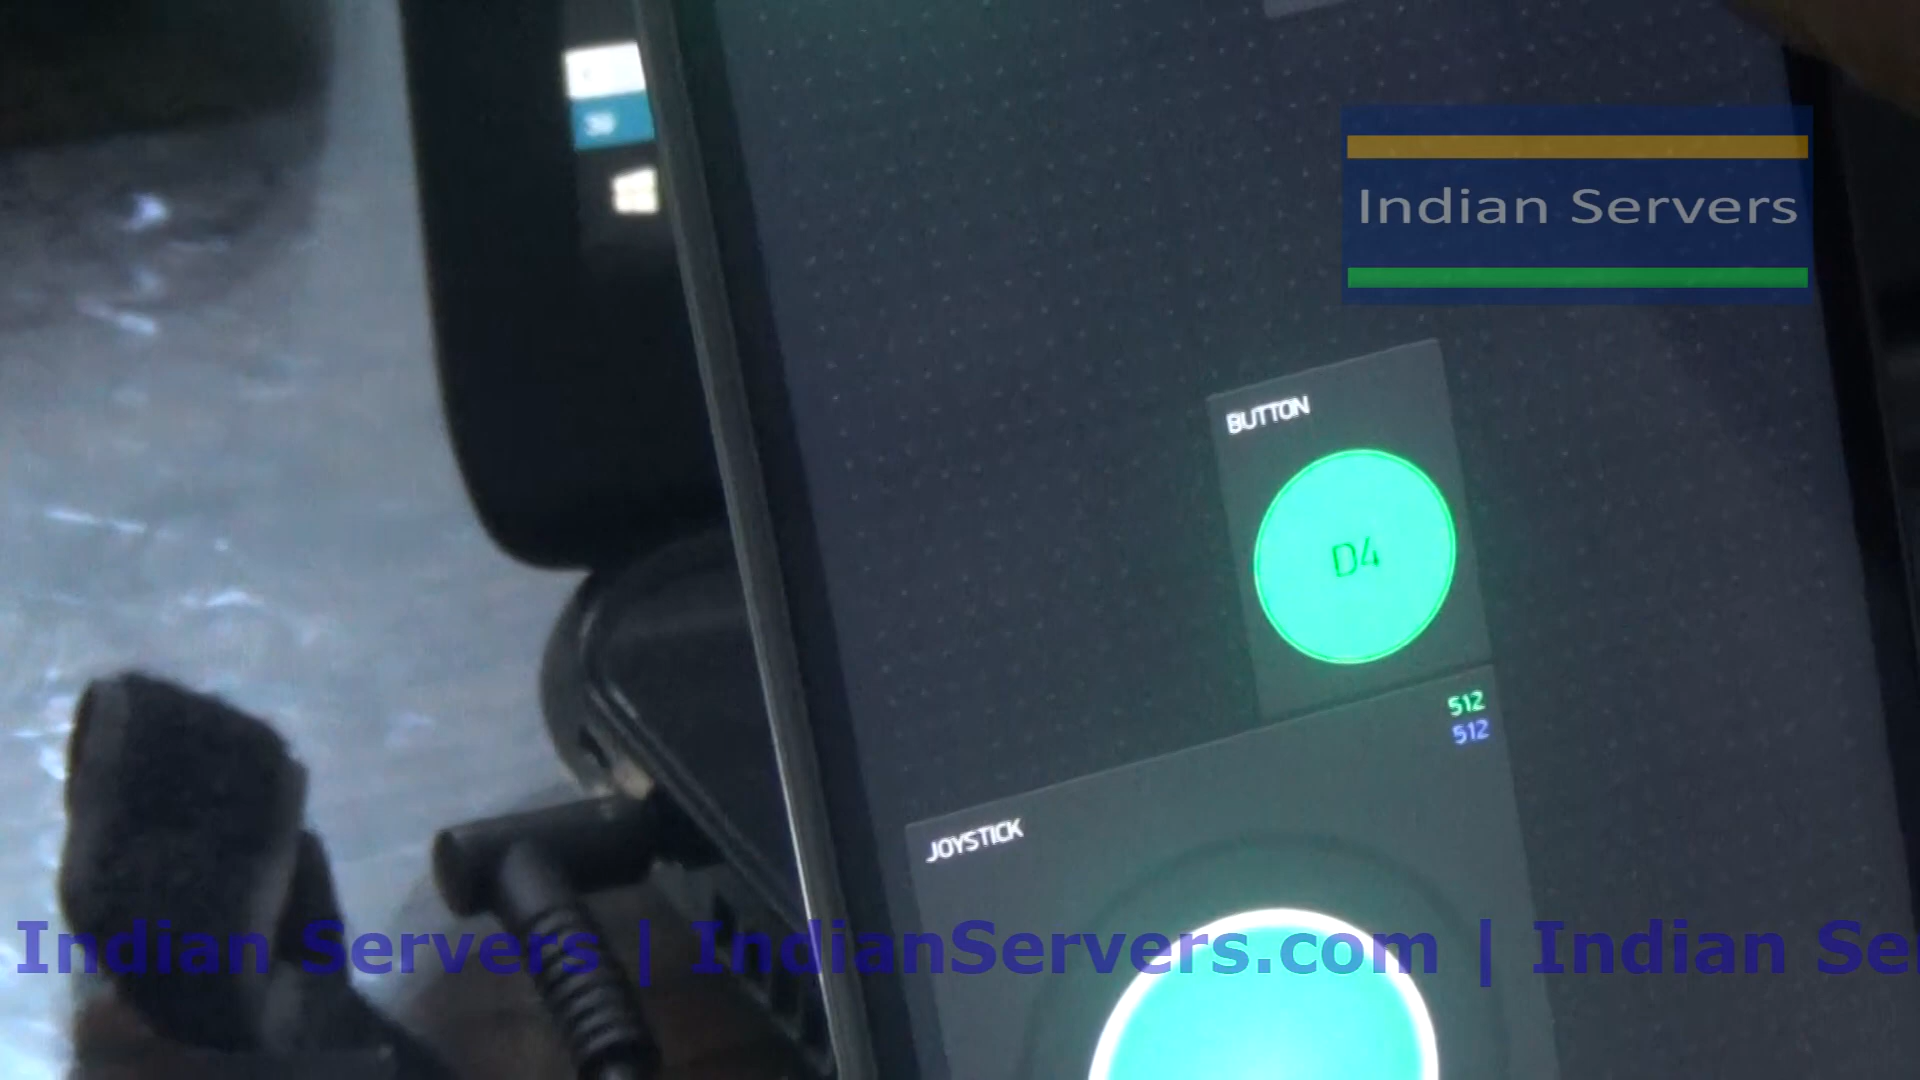 Indian Servers
BUTTON
D4
512
512
JOYSTICK
Indian Servers | IndianServers.com | Indian Se